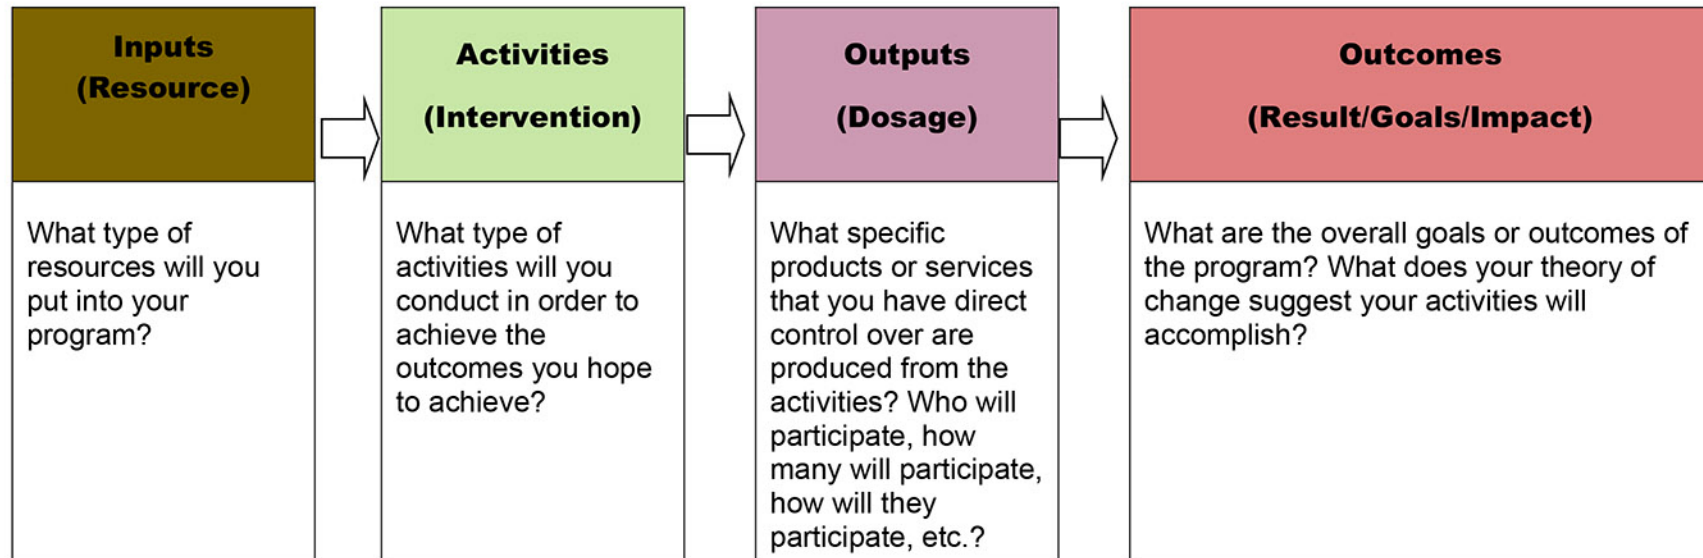 Inputs
(Resource)
Activities
(Intervention)
Outputs
(Dosage)
Outcomes
(Result/Goals/Impact)
What type of
resources will you
put into your
program?
What type of
activities will you
conduct in order to
achieve the
outcomes you hope
to achieve?
What specific
products or services
that you have direct
control over are
produced from the
activities? Who will
participate, how
many will participate,
how will they
participate, etc.?
What are the overall goals or outcomes of
the program? What does your theory of
change suggest your activities will
accomplish?